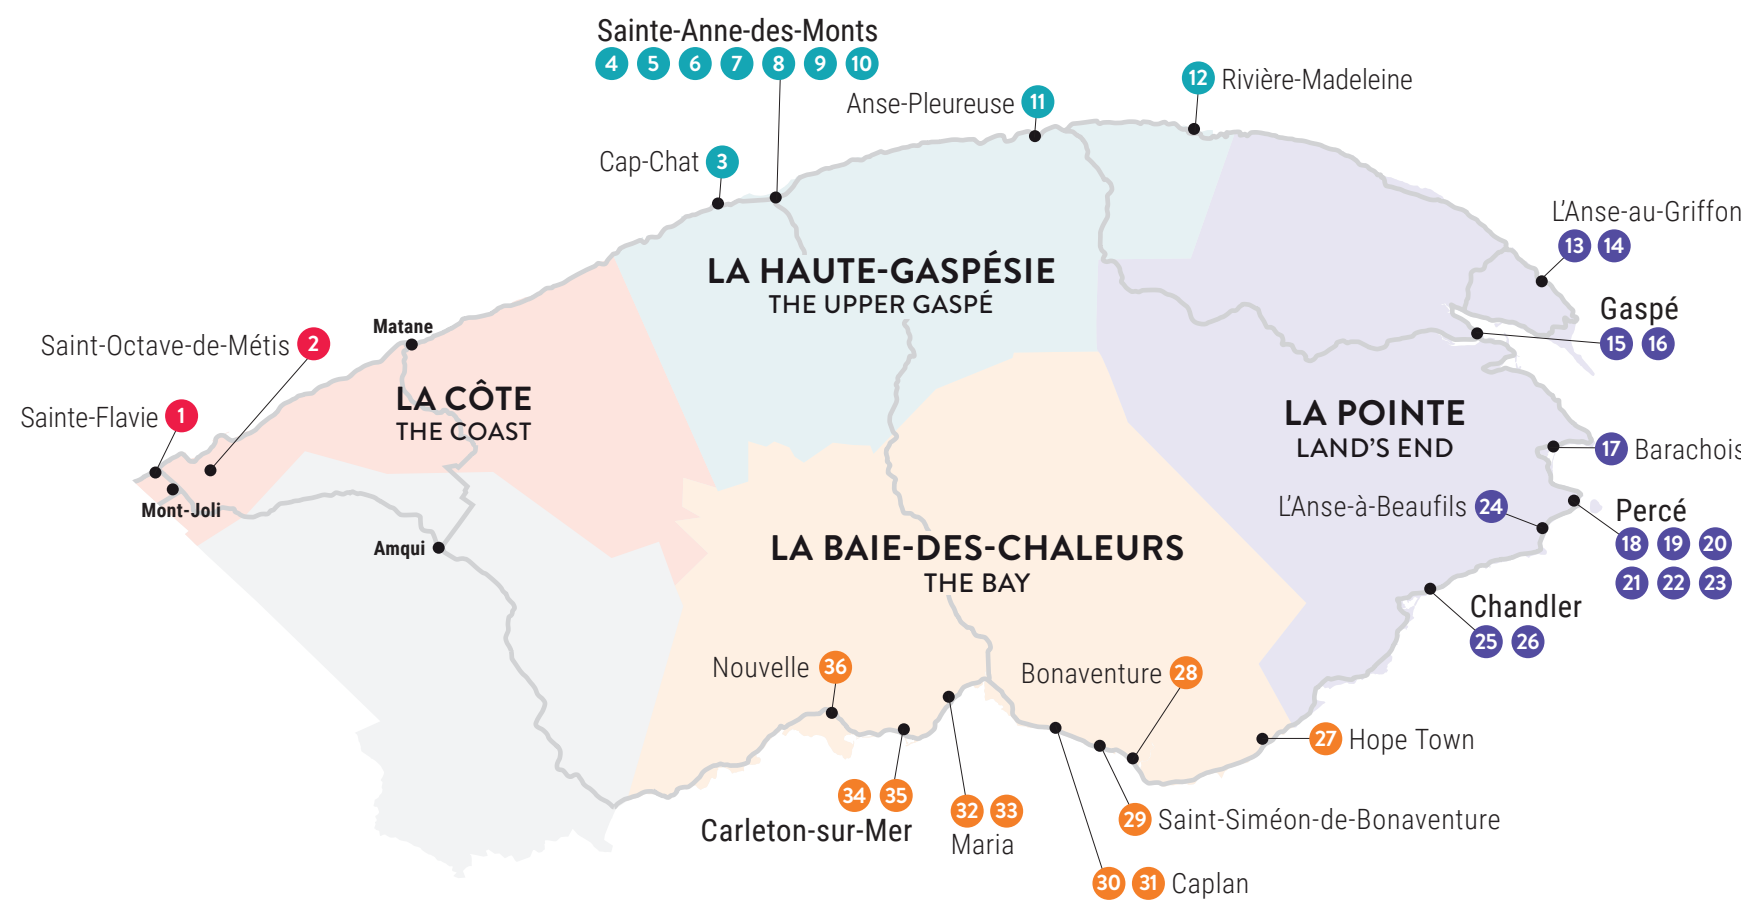 Sainte-Anne-des-Monts
4 5 6 7 8 9 10
12 Rivière-Madeleine
Anse-Pleureuse 11
Cap-Chat 3
L'Anse-au-Griffon
13 14
LA HAUTE-GASPÉSIE
THE UPPER GASPÉ
Gaspé
15 16
Matane
Saint-Octave-de-Métis 2
LA CÔTE
THE COAST
Sainte-Flavie 1
LA POINTE
LAND'S END
17 Barachois
Mont-Joli
L'Anse-à-Beaufils 24
Percé
18 19 20
21 22 23
Amqui
LA BAIE-DES-CHALEURS
THE BAY
Chandler
25 26
Nouvelle 36
Bonaventure 28
27 Hope Town
34 35
Carleton-sur-Mer
32 33
Maria
29 Saint-Siméon-de-Bonaventure
30 31 Caplan